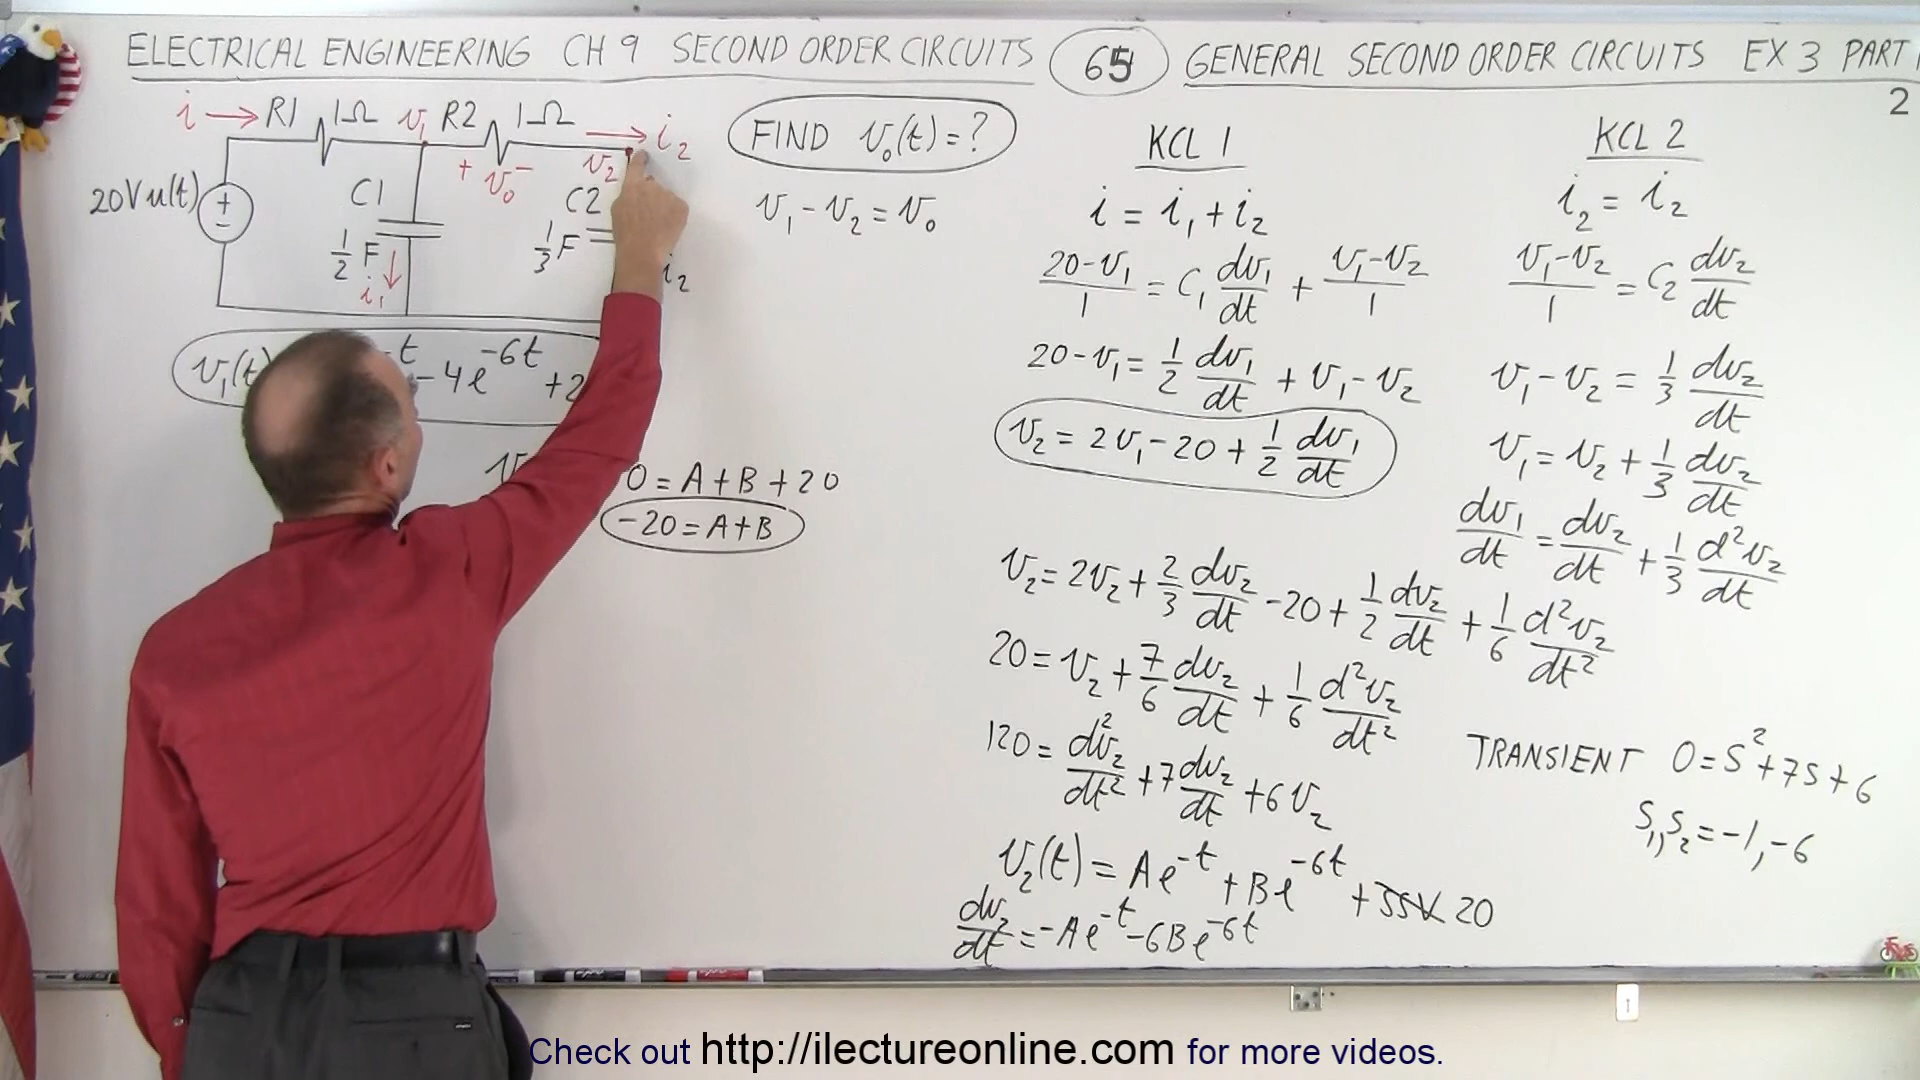 ELECTRICAL ENGINEERING CH 9 SECOND ORDER CIRCUITS 65 GENERAL SECOND ORDER CIRCUITS EX 3 PART
2
i → R1 1Ω v₁ R2 1Ω → i₂
+ v₀ − v₂
20Vu(t) + −
C1 C2
1/2 F 1/3 F
i₁ i₂
FIND v₀(t)=?
v₁ - v₂ = v₀
v₁(t) -t - 4e^(-6t) + 2
0 = A + B + 20
-20 = A + B
KCL 1
i = i₁ + i₂
(20-v₁)/1 = C₁ dv₁/dt + (v₁-v₂)/1
20-v₁ = 1/2 dv₁/dt + v₁ - v₂
v₂ = 2v₁ - 20 + 1/2 dv₁/dt
KCL 2
i₂ = i₂
(v₁-v₂)/1 = C₂ dv₂/dt
v₁ - v₂ = 1/3 dv₂/dt
v₁ = v₂ + 1/3 dv₂/dt
dv₁/dt = dv₂/dt + 1/3 d²v₂/dt
v₂ = 2v₂ + 2/3 dv₂/dt - 20 + 1/2 dv₂/dt + 1/6 d²v₂/dt²
20 = v₂ + 7/6 dv₂/dt + 1/6 d²v₂/dt²
120 = d²v₂/dt² + 7 dv₂/dt + 6v₂
TRANSIENT 0 = S² + 7S + 6
S₁, S₂ = -1, -6
v₂(t) = Ae^(-t) + Be^(-6t) + SSV 20
dv₂/dt = -Ae^(-t) - 6Be^(-6t)
Check out http://ilectureonline.com for more videos.